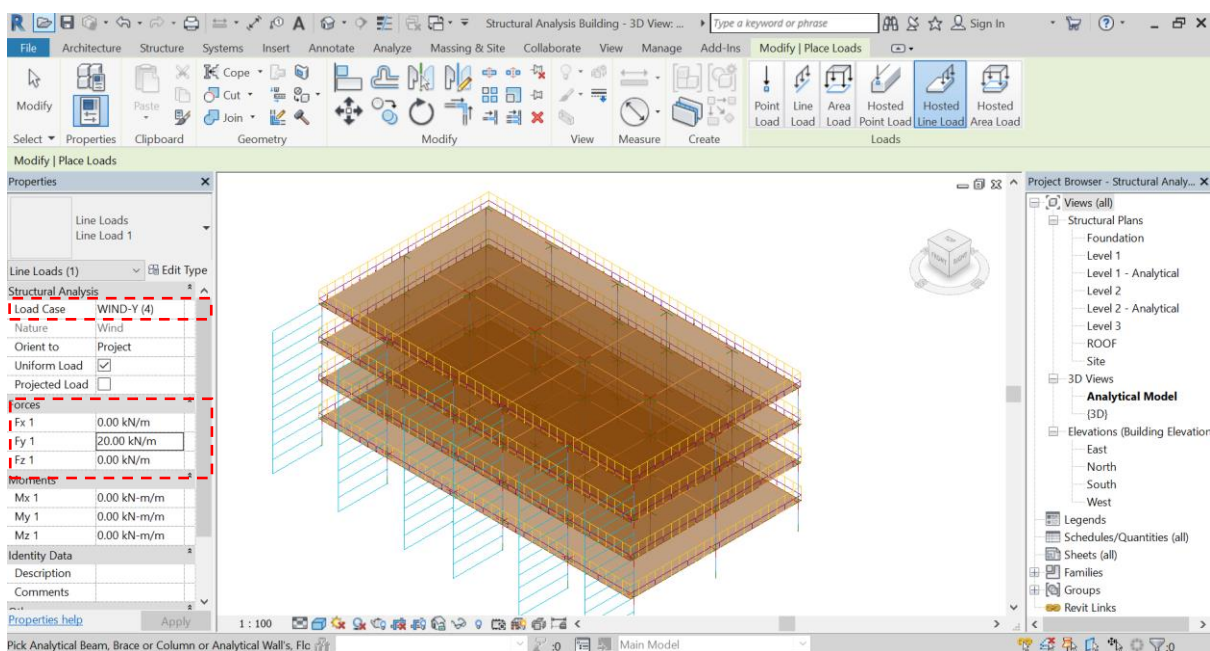 Structural Analysis Building - 3D View: ... Type a keyword or phrase Sign In
File Architecture Structure Systems Insert Annotate Analyze Massing & Site Collaborate View Manage Add-Ins Modify | Place Loads
Modify Paste Cope Cut Join Point Load Line Load Area Load Hosted Point Load Hosted Line Load Hosted Area Load
Select Properties Clipboard Geometry Modify View Measure Create Loads
Modify | Place Loads
Properties
Line Loads
Line Load 1
Line Loads (1) Edit Type
Structural Analysis
Load Case WIND-Y (4)
Nature Wind
Orient to Project
Uniform Load
Projected Load
Forces
Fx 1 0.00 kN/m
Fy 1 20.00 kN/m
Fz 1 0.00 kN/m
Moments
Mx 1 0.00 kN-m/m
My 1 0.00 kN-m/m
Mz 1 0.00 kN-m/m
Identity Data
Description
Comments
Properties help Apply
TOP
FRONT RIGHT
1 : 100
Project Browser - Structural Analy...
Views (all)
Structural Plans
Foundation
Level 1
Level 1 - Analytical
Level 2
Level 2 - Analytical
Level 3
ROOF
Site
3D Views
Analytical Model
{3D}
Elevations (Building Elevation
East
North
South
West
Legends
Schedules/Quantities (all)
Sheets (all)
Families
Groups
Revit Links
Pick Analytical Beam, Brace or Column or Analytical Wall's, Flo :0 Main Model :0